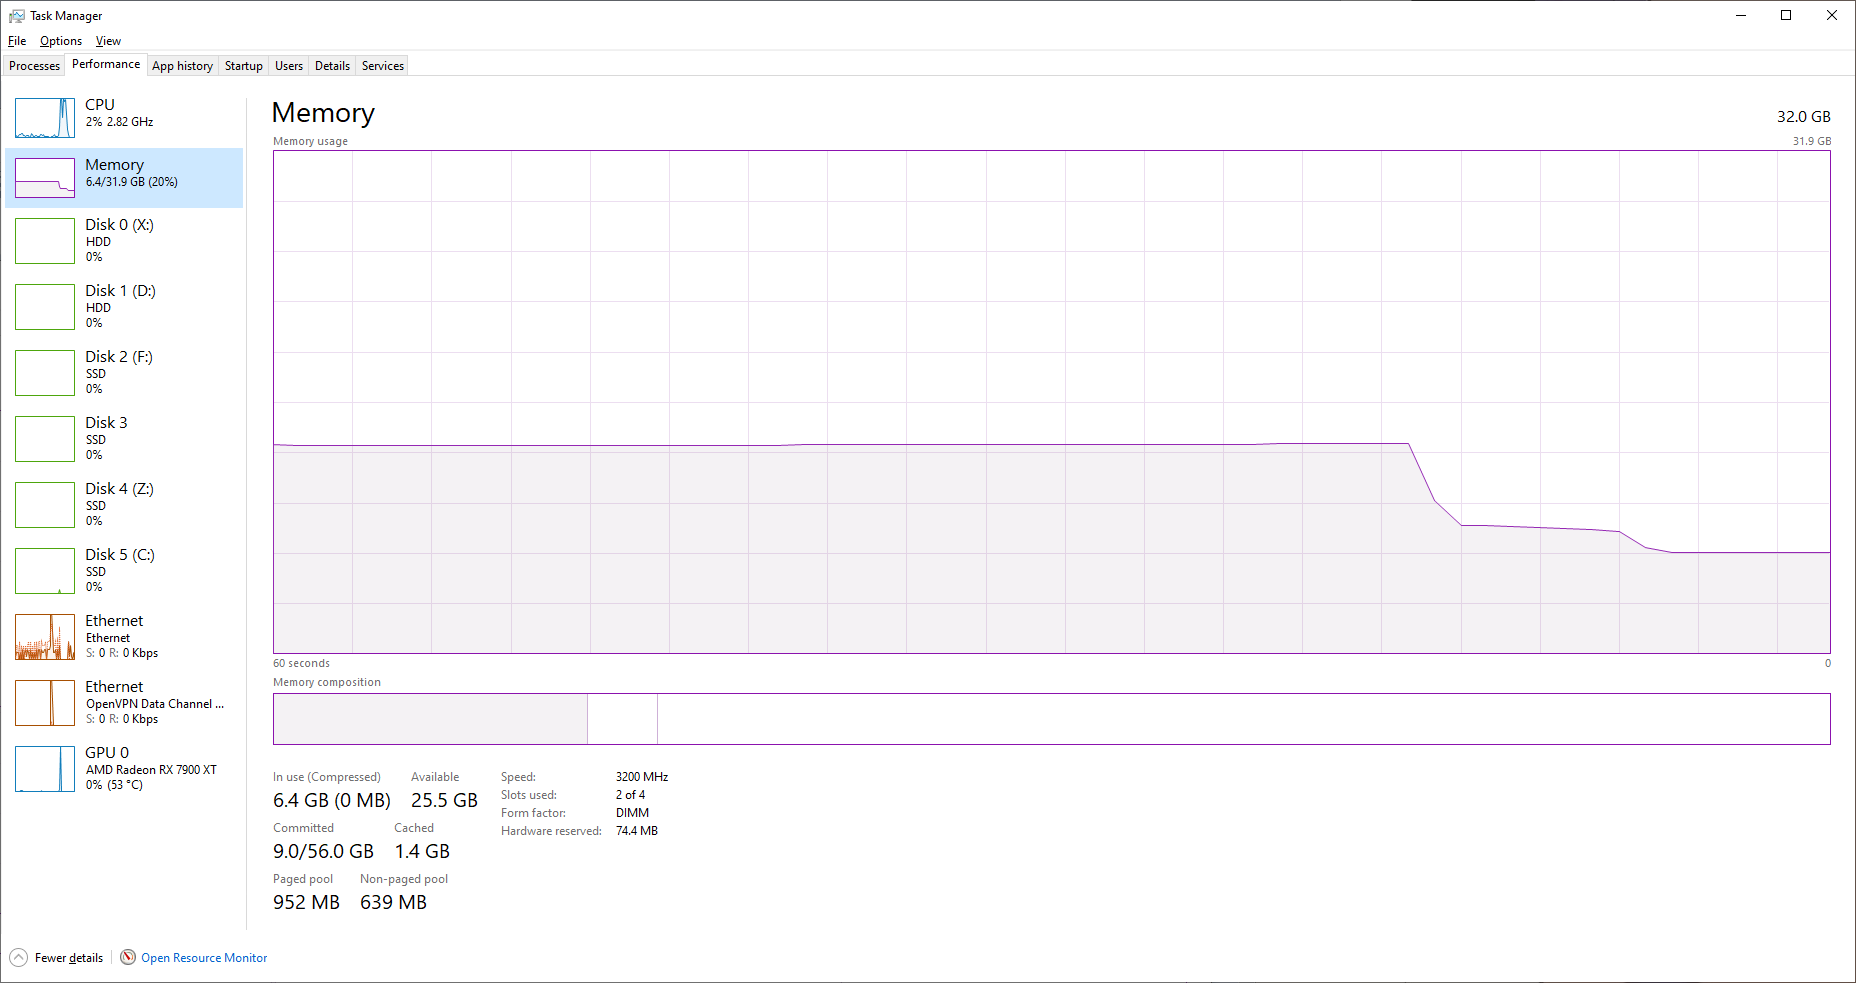 Task Manager
File Options View
Processes Performance App history Startup Users Details Services
CPU
2% 2.82 GHz
Memory
6.4/31.9 GB (20%)
Disk 0 (X:)
HDD
0%
Disk 1 (D:)
HDD
0%
Disk 2 (F:)
SSD
0%
Disk 3
SSD
0%
Disk 4 (Z:)
SSD
0%
Disk 5 (C:)
SSD
0%
Ethernet
Ethernet
S: 0 R: 0 Kbps
Ethernet
OpenVPN Data Channel ...
S: 0 R: 0 Kbps
GPU 0
AMD Radeon RX 7900 XT
0% (53 °C)
Memory 32.0 GB
Memory usage 31.9 GB
60 seconds 0
Memory composition
In use (Compressed) Available
6.4 GB (0 MB) 25.5 GB
Committed Cached
9.0/56.0 GB 1.4 GB
Paged pool Non-paged pool
952 MB 639 MB
Speed: 3200 MHz
Slots used: 2 of 4
Form factor: DIMM
Hardware reserved: 74.4 MB
Fewer details Open Resource Monitor